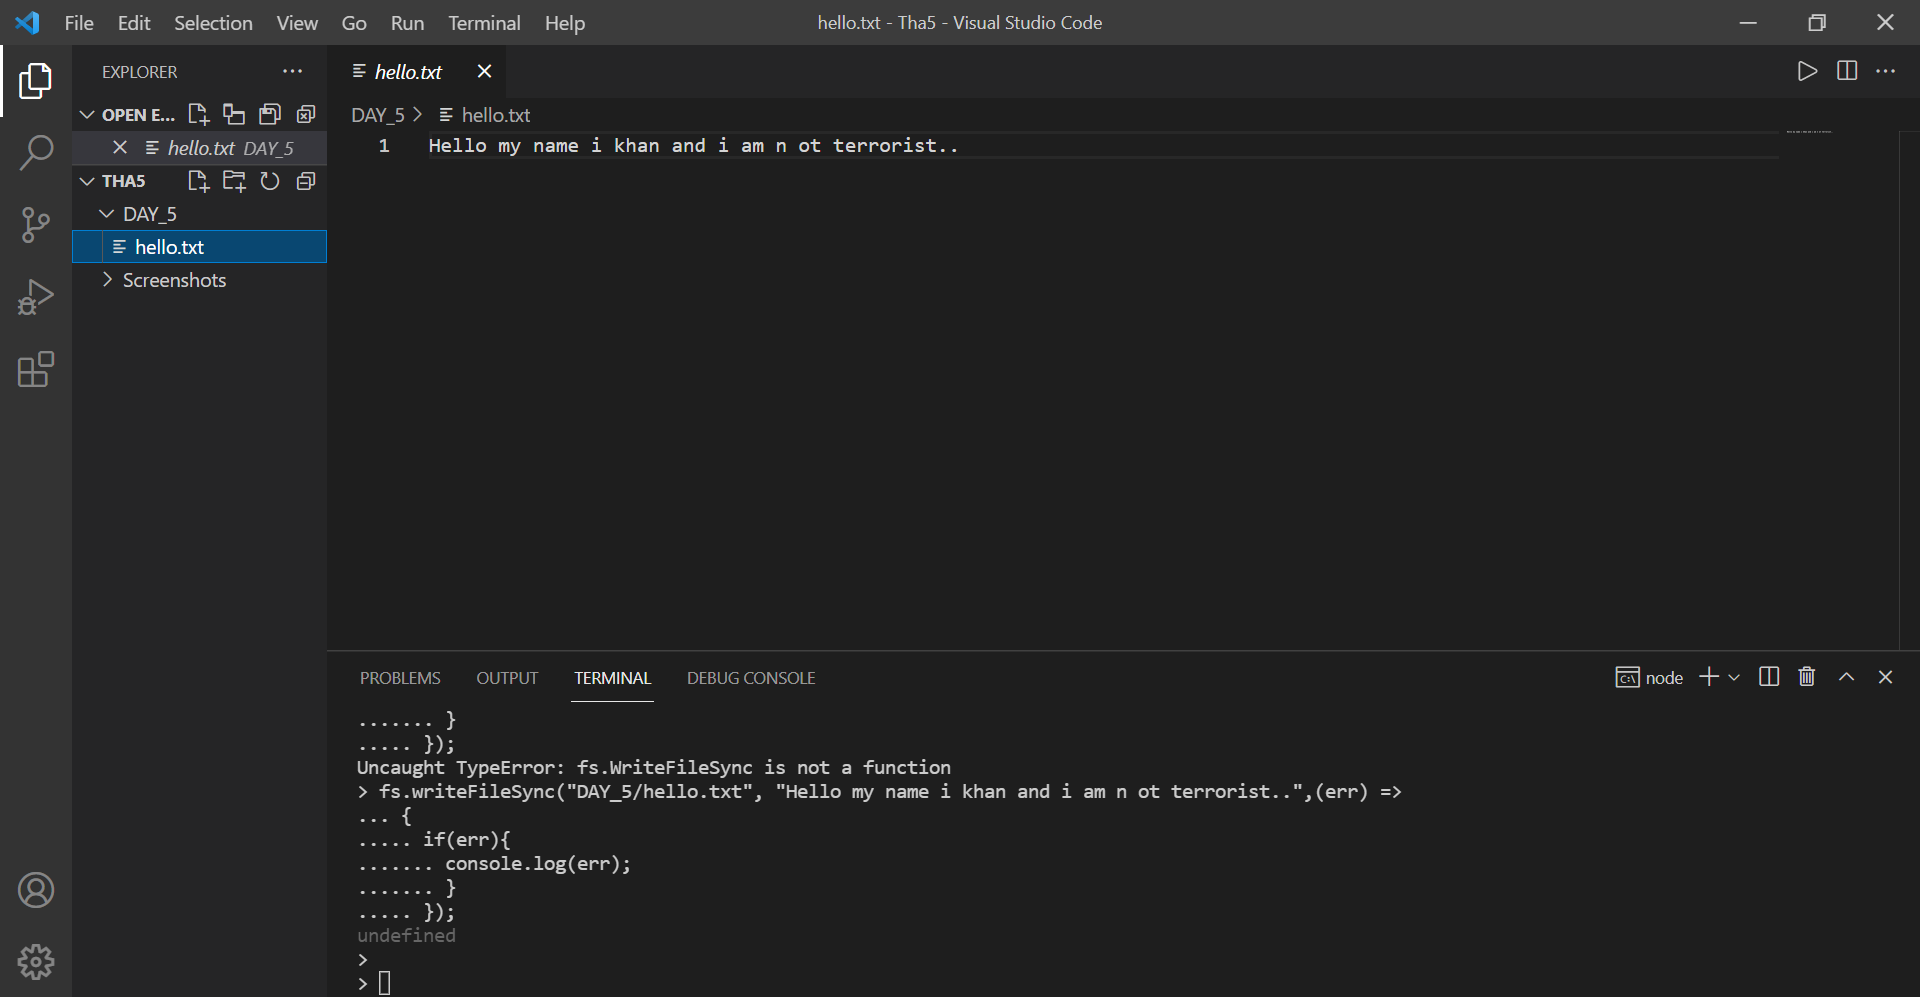 File Edit Selection View Go Run Terminal Help
hello.txt - Tha5 - Visual Studio Code
EXPLORER
OPEN E...
hello.txt DAY_5
THA5
DAY_5
hello.txt
Screenshots
hello.txt
DAY_5 > hello.txt
1 Hello my name i khan and i am n ot terrorist..
PROBLEMS OUTPUT TERMINAL DEBUG CONSOLE
node
....... }
..... });
Uncaught TypeError: fs.WriteFileSync is not a function
> fs.writeFileSync("DAY_5/hello.txt", "Hello my name i khan and i am n ot terrorist..",(err) =>
... {
..... if(err){
....... console.log(err);
....... }
..... });
undefined
>
>